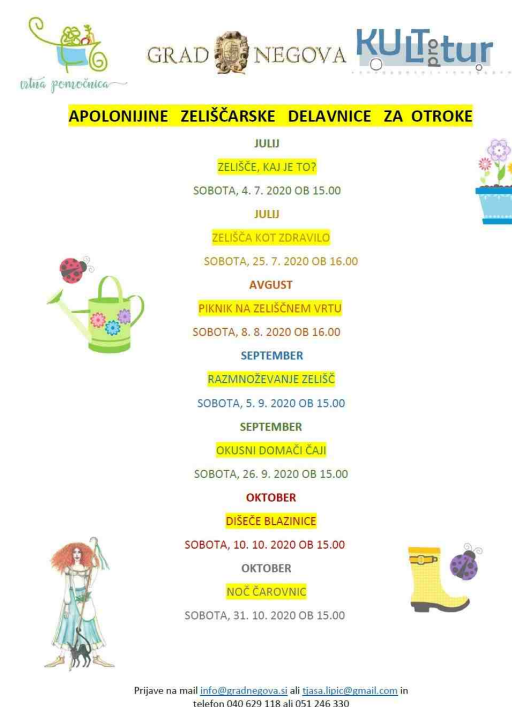 vrtna pomočnica
GRAD NEGOVA
KULTprotur
APOLONIJINE ZELIŠČARSKE DELAVNICE ZA OTROKE
JULIJ
ZELIŠČE, KAJ JE TO?
SOBOTA, 4. 7. 2020 OB 15.00
JULIJ
ZELIŠČA KOT ZDRAVILO
SOBOTA, 25. 7. 2020 OB 16.00
AVGUST
PIKNIK NA ZELIŠČNEM VRTU
SOBOTA, 8. 8. 2020 OB 16.00
SEPTEMBER
RAZMNOŽEVANJE ZELIŠČ
SOBOTA, 5. 9. 2020 OB 15.00
SEPTEMBER
OKUSNI DOMAČI ČAJI
SOBOTA, 26. 9. 2020 OB 15.00
OKTOBER
DIŠEČE BLAZINICE
SOBOTA, 10. 10. 2020 OB 15.00
OKTOBER
NOČ ČAROVNIC
SOBOTA, 31. 10. 2020 OB 15.00
Prijave na mail info@gradnegova.si ali tjasa.lipic@gmail.com in
telefon 040 629 118 ali 051 246 330